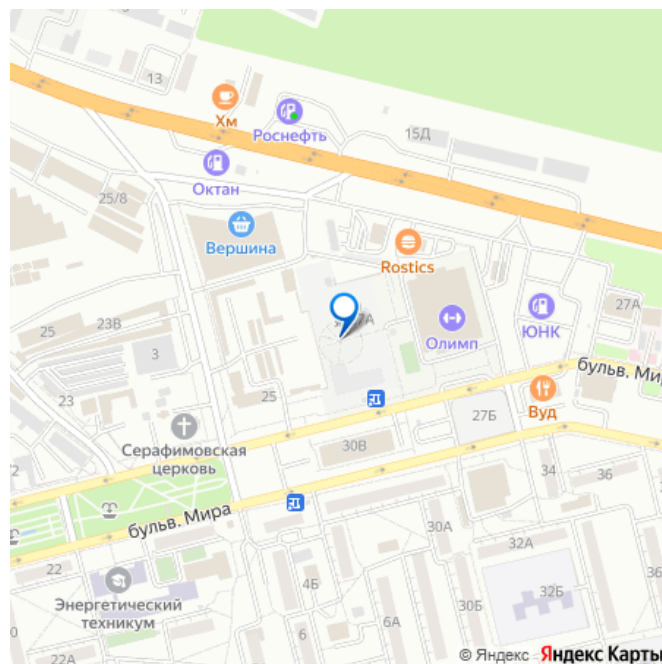 13
Хм
Роснефть
15Д
Октан
25/8
Вершина
Rostics
27А
25
23В
3
Олимп
ЮНК
бульв. Мира
23
25
Вуд
27Б
Серафимовская
церковь
30В
34
36
бульв. Мира
30А
32А
22
4Б
32Б
36
Энергетический
техникум
6А
30Б
6
22А
© Яндекс Яндекс Карты